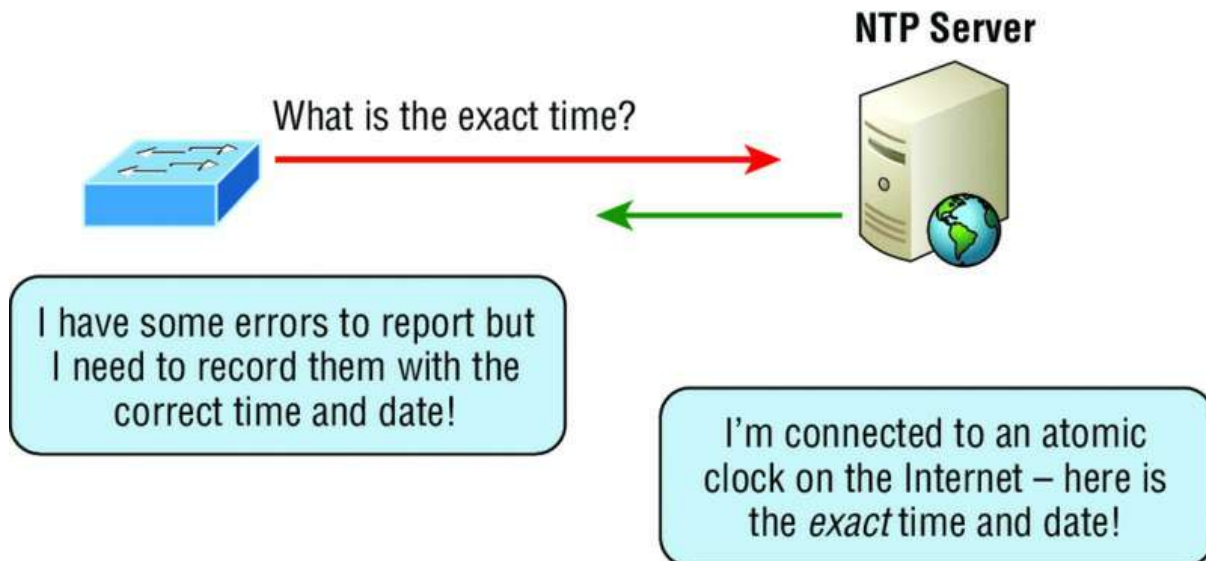 NTP Server
What is the exact time?
I have some errors to report but
I need to record them with the
correct time and date!
I'm connected to an atomic
clock on the Internet – here is
the exact time and date!